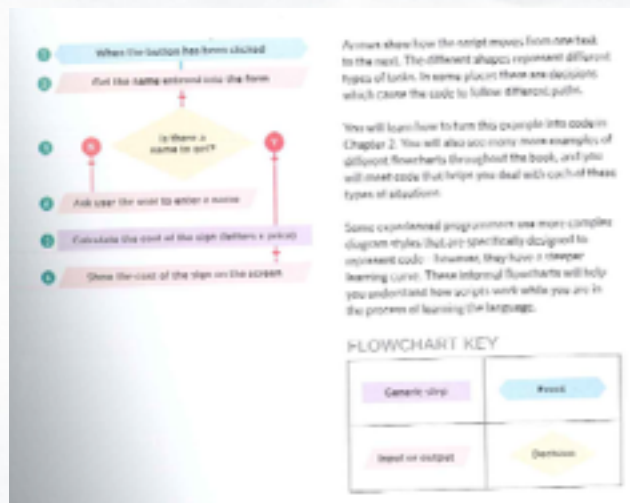 1 When the button has been clicked
2 Get the name entered into the form
3 Is there a
name to get?
N
Y
4 Ask user the user to enter a name
5 Calculate the cost of the sign (letters x price)
6 Show the cost of the sign on the screen
Arrows show how the script moves from one task
to the next. The different shapes represent different
types of tasks. In some places there are decisions
which cause the code to follow different paths.
You will learn how to turn this example into code in
Chapter 2. You will also see many more examples of
different flowcharts throughout the book, and you
will meet code that helps you deal with each of these
types of situations.
Some experienced programmers use more complex
diagram styles that are specifically designed to
represent code - however, they have a steeper
learning curve. These informal flowcharts will help
you understand how scripts work while you are in
the process of learning the language.
FLOWCHART KEY
Generic step
Event
Input or output
Decision